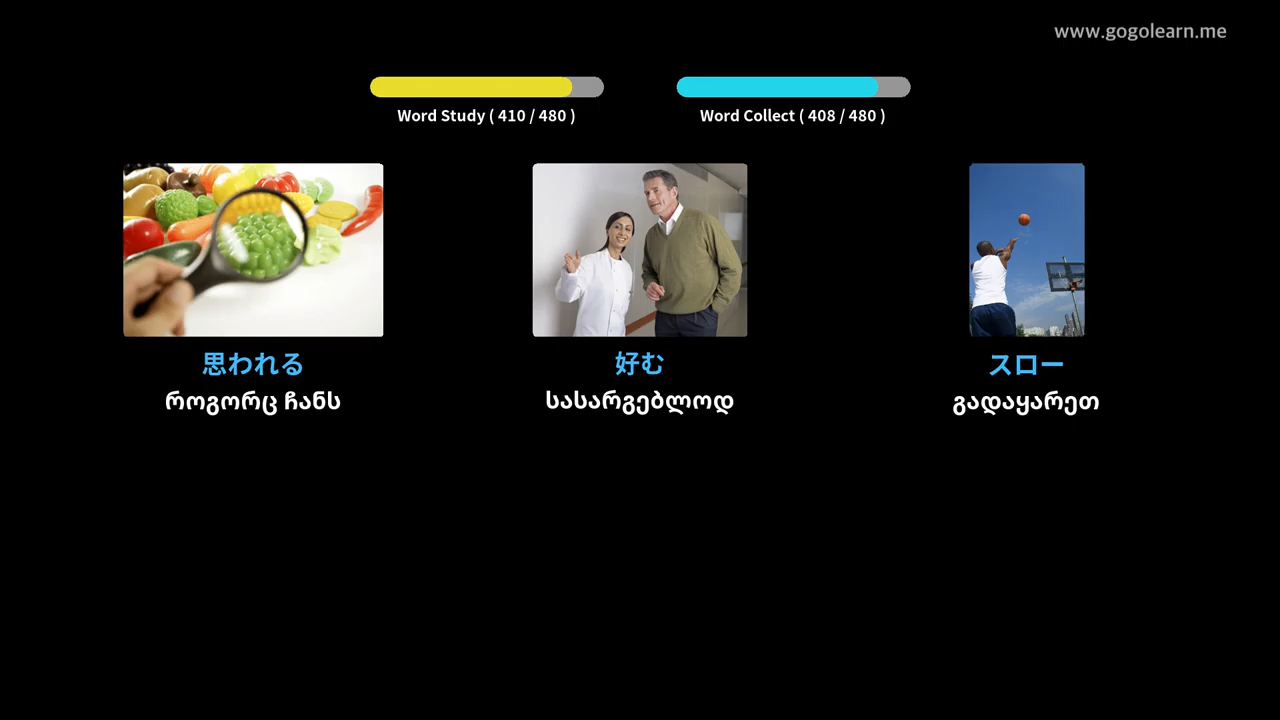 www.gogolearn.me
Word Study ( 410 / 480 )
Word Collect ( 408 / 480 )
思われる
როგორც ჩანს
好む
სასარგებლოდ
スロー
გადაყარეთ